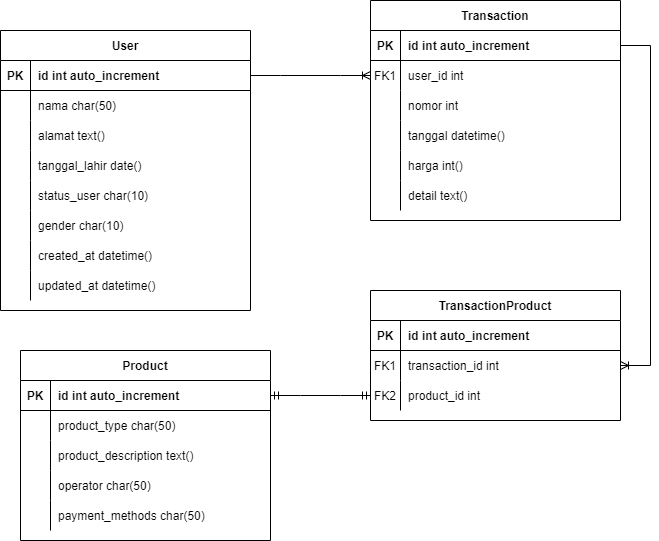 User
PK id int auto_increment
nama char(50)
alamat text()
tanggal_lahir date()
status_user char(10)
gender char(10)
created_at datetime()
updated_at datetime()
Transaction
PK id int auto_increment
FK1 user_id int
nomor int
tanggal datetime()
harga int()
detail text()
Product
PK id int auto_increment
product_type char(50)
product_description text()
operator char(50)
payment_methods char(50)
TransactionProduct
PK id int auto_increment
FK1 transaction_id int
FK2 product_id int